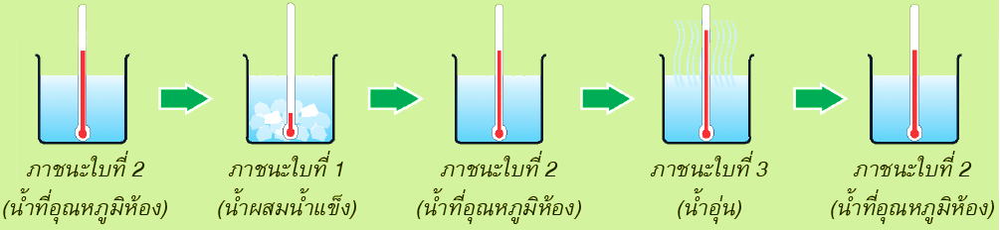 ภาชนะใบที่ 2
(น้ำที่อุณหภูมิห้อง)
ภาชนะใบที่ 1
(น้ำผสมน้ำแข็ง)
ภาชนะใบที่ 2
(น้ำที่อุณหภูมิห้อง)
ภาชนะใบที่ 3
(น้ำอุ่น)
ภาชนะใบที่ 2
(น้ำที่อุณหภูมิห้อง)